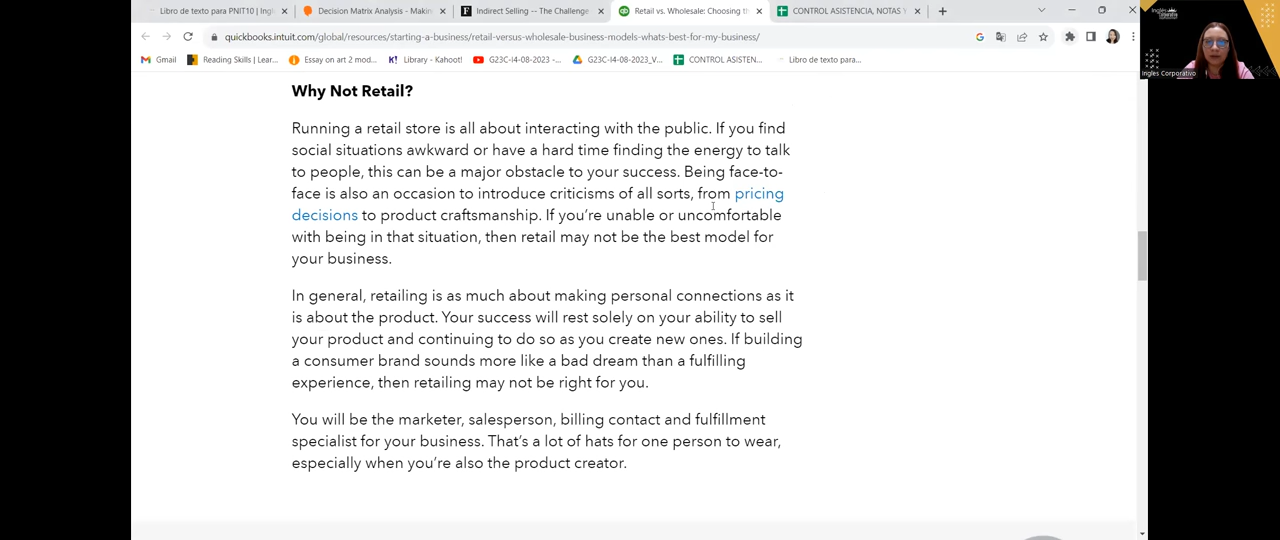 Libro de texto para PNIT10 | Ingl
Decision Matrix Analysis - Makin
Indirect Selling -- The Challenge
Retail vs. Wholesale: Choosing th
CONTROL ASISTENCIA, NOTAS Y
quickbooks.intuit.com/global/resources/starting-a-business/retail-versus-wholesale-business-models-whats-best-for-my-business/
Gmail
Reading Skills | Lear...
Essay on art 2 mod...
Library - Kahoot!
G23C-I4-08-2023 -...
G23C-I4-08-2023_V...
CONTROL ASISTEN...
Libro de texto para...
Inglés Corporativo
Why Not Retail?
Running a retail store is all about interacting with the public. If you find
social situations awkward or have a hard time finding the energy to talk
to people, this can be a major obstacle to your success. Being face-to-
face is also an occasion to introduce criticisms of all sorts, from pricing
decisions to product craftsmanship. If you're unable or uncomfortable
with being in that situation, then retail may not be the best model for
your business.
In general, retailing is as much about making personal connections as it
is about the product. Your success will rest solely on your ability to sell
your product and continuing to do so as you create new ones. If building
a consumer brand sounds more like a bad dream than a fulfilling
experience, then retailing may not be right for you.
You will be the marketer, salesperson, billing contact and fulfillment
specialist for your business. That's a lot of hats for one person to wear,
especially when you're also the product creator.